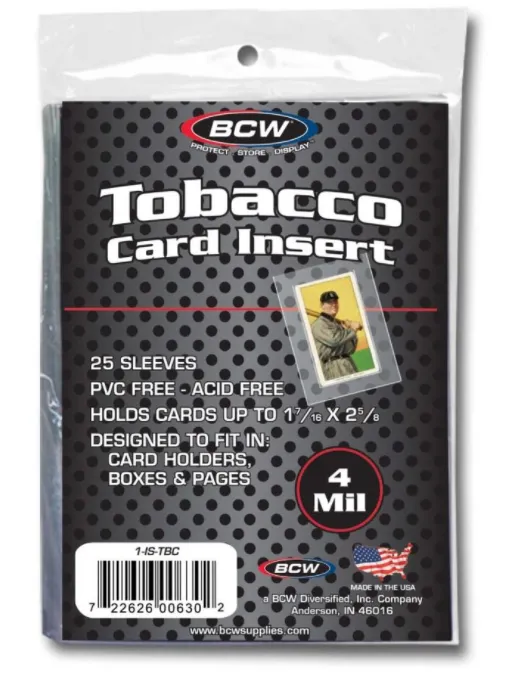 BCW
PROTECT . STORE . DISPLAY™
Tobacco
Card Insert
25 SLEEVES
PVC FREE - ACID FREE
HOLDS CARDS UP TO 1 7/16 X 2 5/8
DESIGNED TO FIT IN:
CARD HOLDERS,
BOXES & PAGES
4
Mil
1-IS-TBC
7 22626 00630 2
BCW
MADE IN THE USA
a BCW Diversified, Inc. Company
Anderson, IN 46016
www.bcwsupplies.com